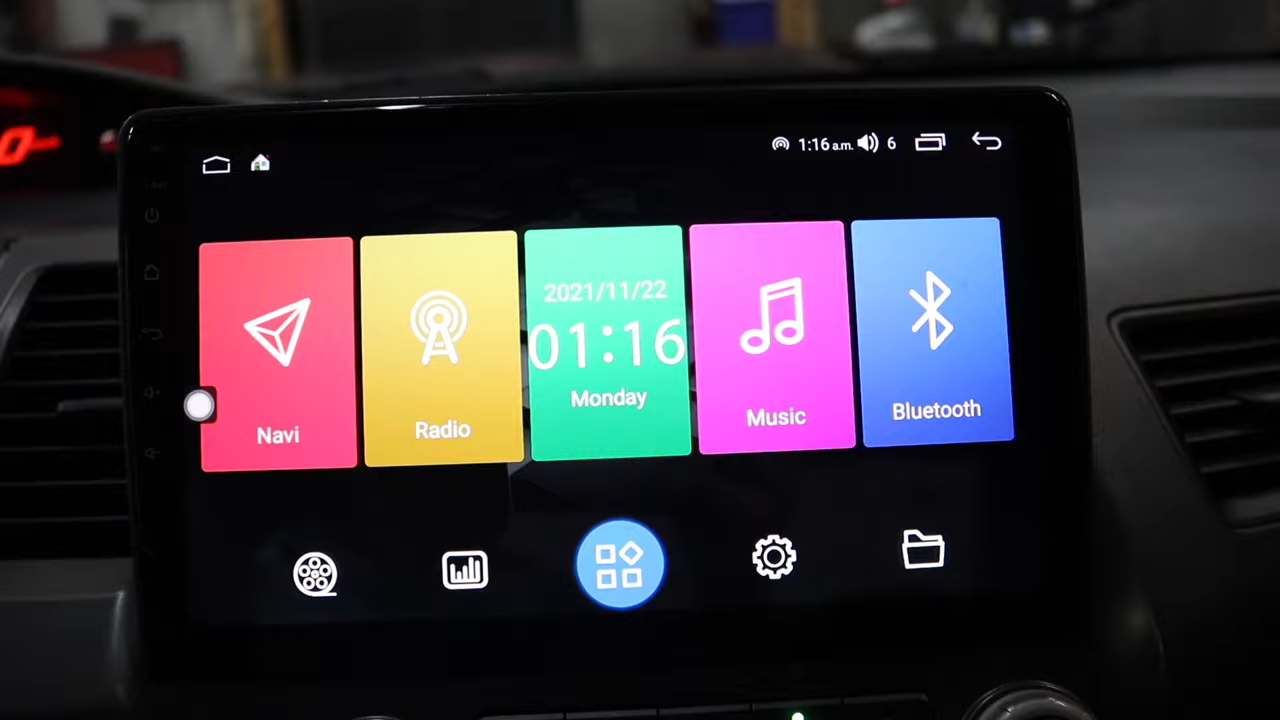 1:16 a.m. 6
2021/11/22
01:16
Monday
Navi
Radio
Music
Bluetooth